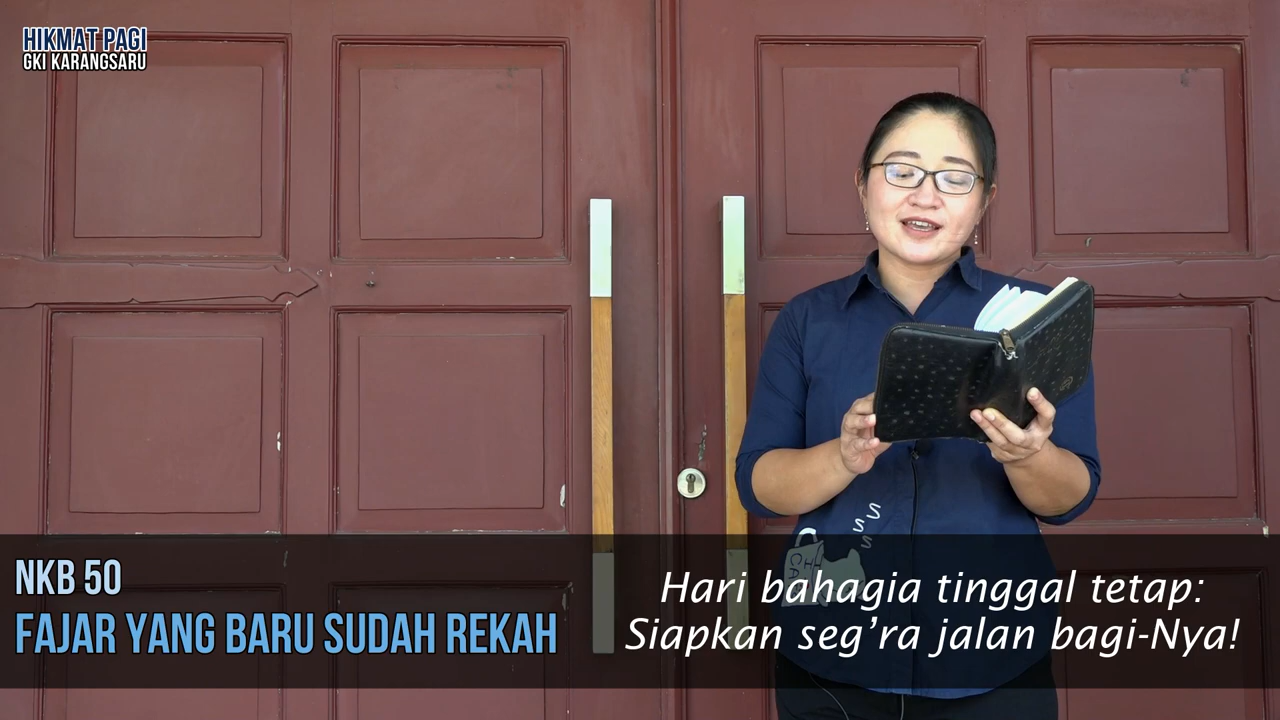 HIKMAT PAGI
GKI KARANGSARU
NKB 50
FAJAR YANG BARU SUDAH REKAH
Hari bahagia tinggal tetap:
Siapkan seg’ra jalan bagi-Nya!